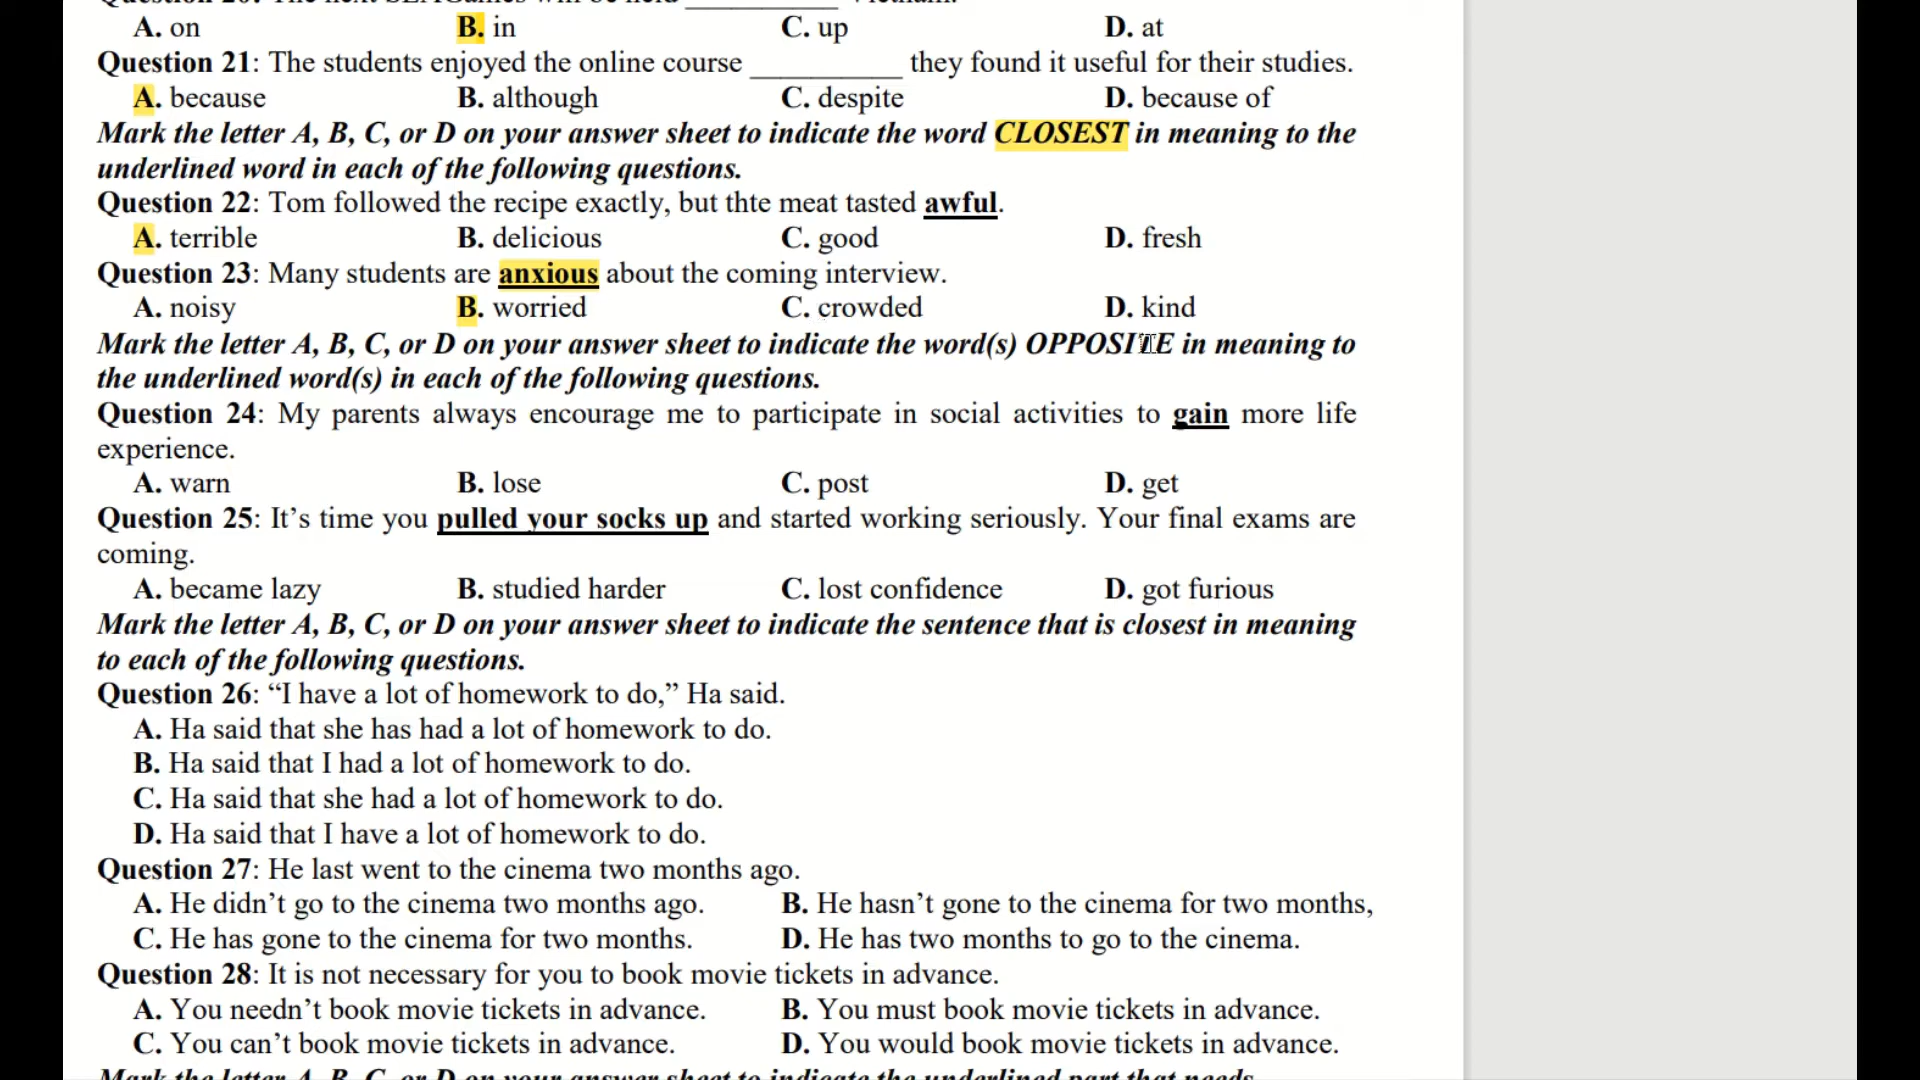 A. on B. in C. up D. at
Question 21: The students enjoyed the online course __________ they found it useful for their studies.
A. because B. although C. despite D. because of
Mark the letter A, B, C, or D on your answer sheet to indicate the word CLOSEST in meaning to the
underlined word in each of the following questions.
Question 22: Tom followed the recipe exactly, but thte meat tasted awful.
A. terrible B. delicious C. good D. fresh
Question 23: Many students are anxious about the coming interview.
A. noisy B. worried C. crowded D. kind
Mark the letter A, B, C, or D on your answer sheet to indicate the word(s) OPPOSITE in meaning to
the underlined word(s) in each of the following questions.
Question 24: My parents always encourage me to participate in social activities to gain more life
experience.
A. warn B. lose C. post D. get
Question 25: It’s time you pulled your socks up and started working seriously. Your final exams are
coming.
A. became lazy B. studied harder C. lost confidence D. got furious
Mark the letter A, B, C, or D on your answer sheet to indicate the sentence that is closest in meaning
to each of the following questions.
Question 26: “I have a lot of homework to do,” Ha said.
A. Ha said that she has had a lot of homework to do.
B. Ha said that I had a lot of homework to do.
C. Ha said that she had a lot of homework to do.
D. Ha said that I have a lot of homework to do.
Question 27: He last went to the cinema two months ago.
A. He didn’t go to the cinema two months ago. B. He hasn’t gone to the cinema for two months,
C. He has gone to the cinema for two months. D. He has two months to go to the cinema.
Question 28: It is not necessary for you to book movie tickets in advance.
A. You needn’t book movie tickets in advance. B. You must book movie tickets in advance.
C. You can’t book movie tickets in advance. D. You would book movie tickets in advance.
Mark the letter A, B, C, or D on your answer sheet to indicate the underlined part that needs